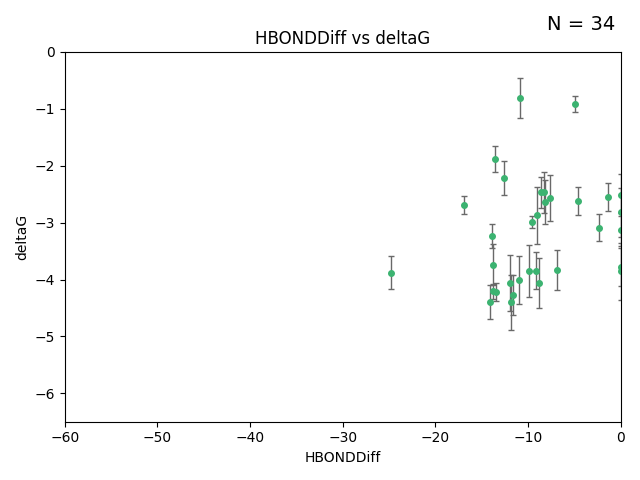 N = 34
HBONDDiff vs deltaG
0
−1
−2
−3
−4
−5
−6
deltaG
−60 −50 −40 −30 −20 −10 0
HBONDDiff